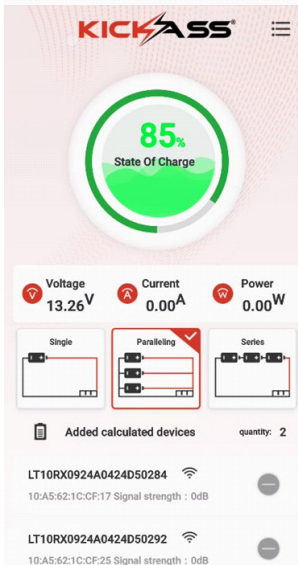 KICKASS®
85%
State Of Charge
Voltage
13.26V
Current
0.00A
Power
0.00W
Single
Paralleling
Series
Added calculated devices
quantity: 2
LT10RX0924A0424D50284
10:A5:62:1C:CF:17 Signal strength : 0dB
LT10RX0924A0424D50292
10:A5:62:1C:CF:25 Signal strength : 0dB